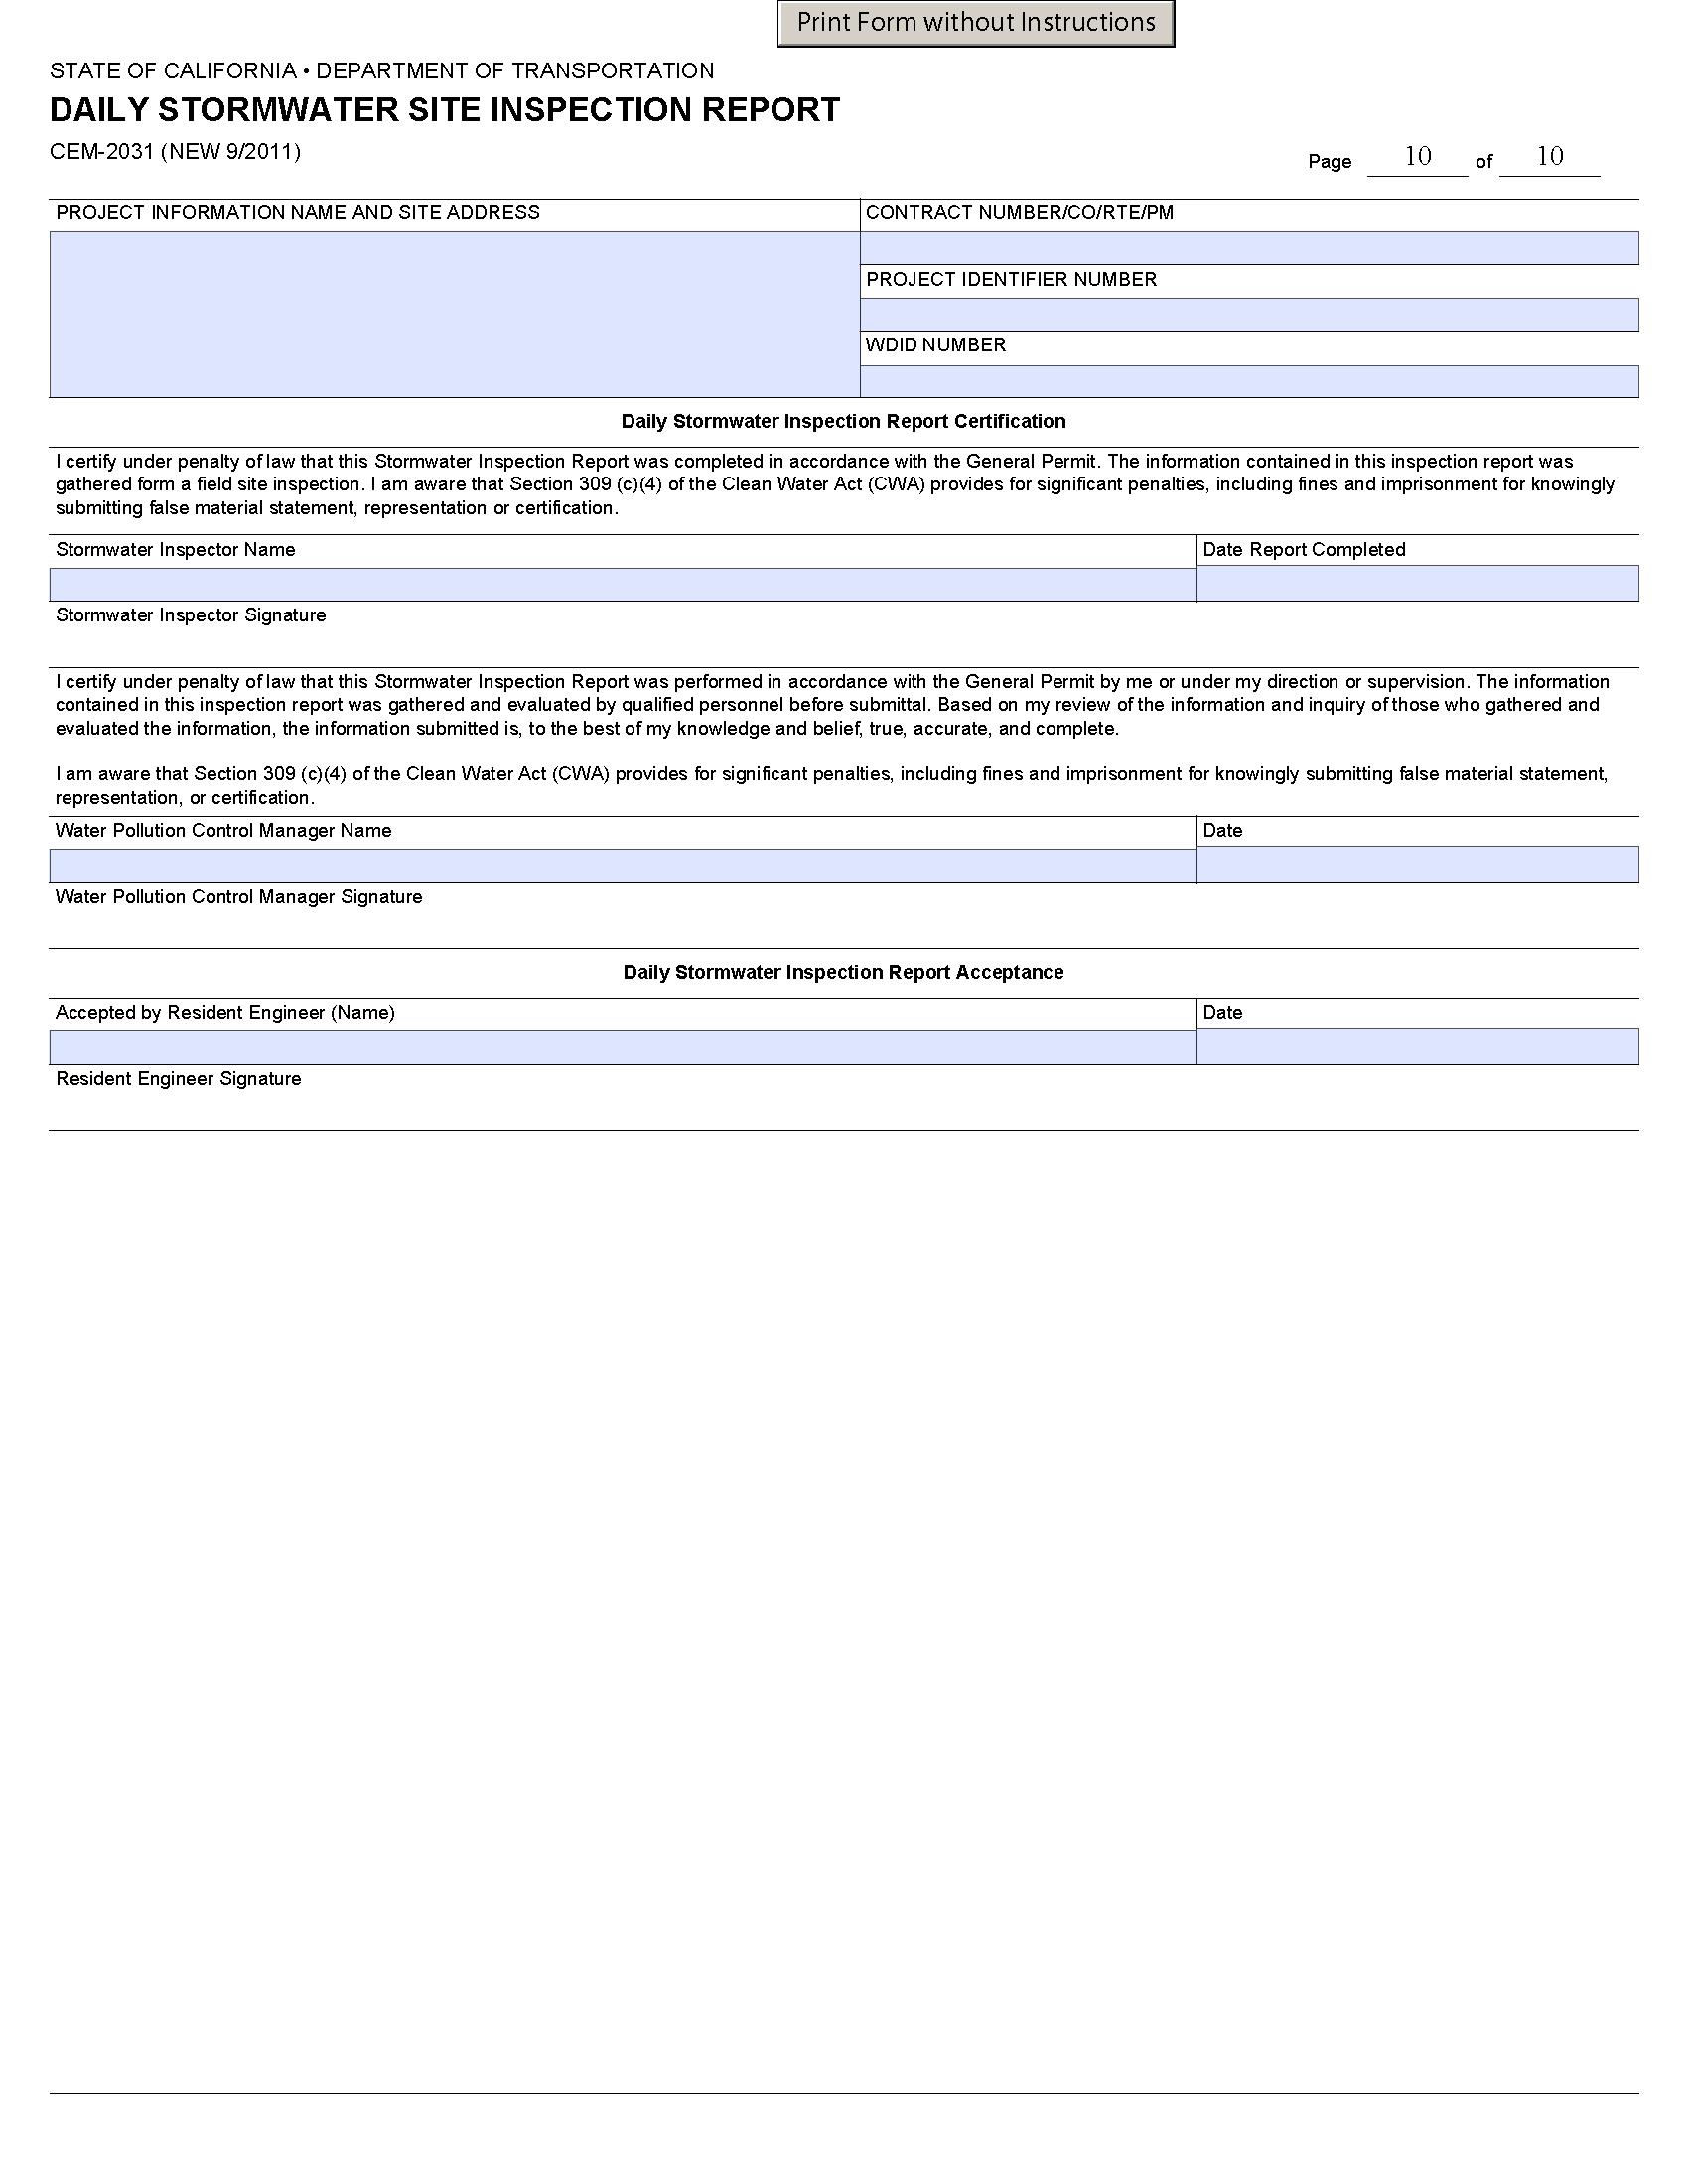 Print Form without Instructions
STATE OF CALIFORNIA • DEPARTMENT OF TRANSPORTATION
DAILY STORMWATER SITE INSPECTION REPORT
CEM-2031 (NEW 9/2011)
Page 10 of 10
PROJECT INFORMATION NAME AND SITE ADDRESS
CONTRACT NUMBER/CO/RTE/PM
PROJECT IDENTIFIER NUMBER
WDID NUMBER
Daily Stormwater Inspection Report Certification
I certify under penalty of law that this Stormwater Inspection Report was completed in accordance with the General Permit. The information contained in this inspection report was
gathered form a field site inspection. I am aware that Section 309 (c)(4) of the Clean Water Act (CWA) provides for significant penalties, including fines and imprisonment for knowingly
submitting false material statement, representation or certification.
Stormwater Inspector Name
Date Report Completed
Stormwater Inspector Signature
I certify under penalty of law that this Stormwater Inspection Report was performed in accordance with the General Permit by me or under my direction or supervision. The information
contained in this inspection report was gathered and evaluated by qualified personnel before submittal. Based on my review of the information and inquiry of those who gathered and
evaluated the information, the information submitted is, to the best of my knowledge and belief, true, accurate, and complete.
I am aware that Section 309 (c)(4) of the Clean Water Act (CWA) provides for significant penalties, including fines and imprisonment for knowingly submitting false material statement,
representation, or certification.
Water Pollution Control Manager Name
Date
Water Pollution Control Manager Signature
Daily Stormwater Inspection Report Acceptance
Accepted by Resident Engineer (Name)
Date
Resident Engineer Signature